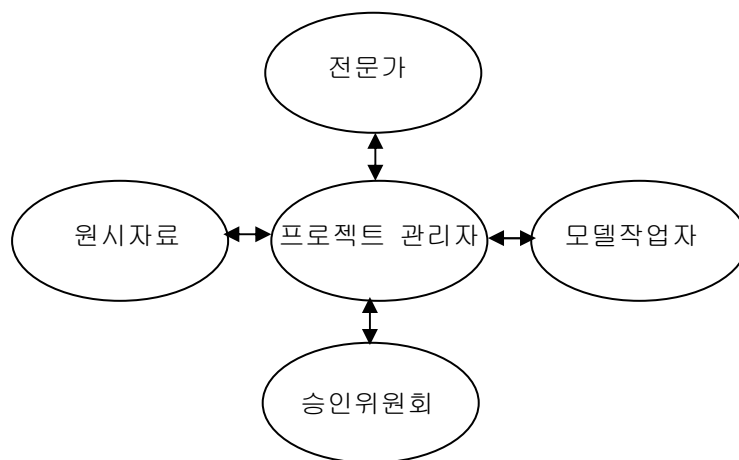 전문가
원시자료
프로젝트 관리자
모델작업자
승인위원회